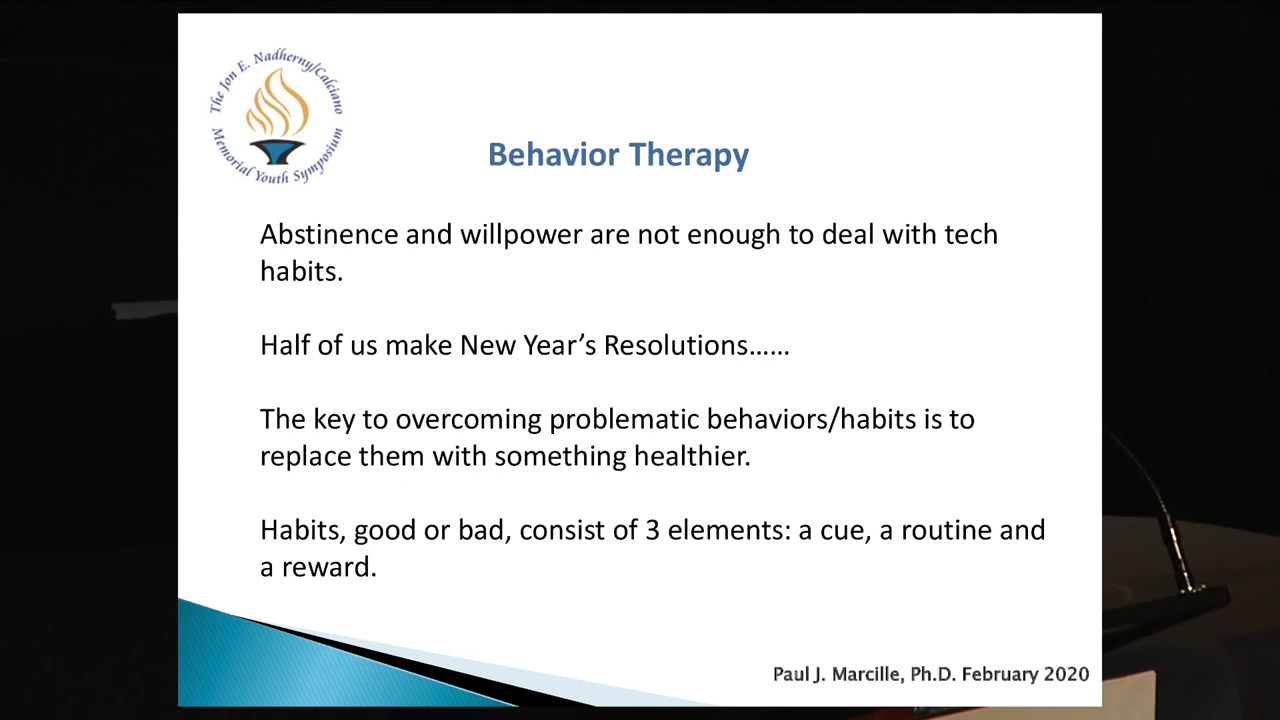 The Jon E. Nadherny/Calciano
Memorial Youth Symposium
Behavior Therapy
Abstinence and willpower are not enough to deal with tech
habits.
Half of us make New Year’s Resolutions......
The key to overcoming problematic behaviors/habits is to
replace them with something healthier.
Habits, good or bad, consist of 3 elements: a cue, a routine and
a reward.
Paul J. Marcille, Ph.D. February 2020